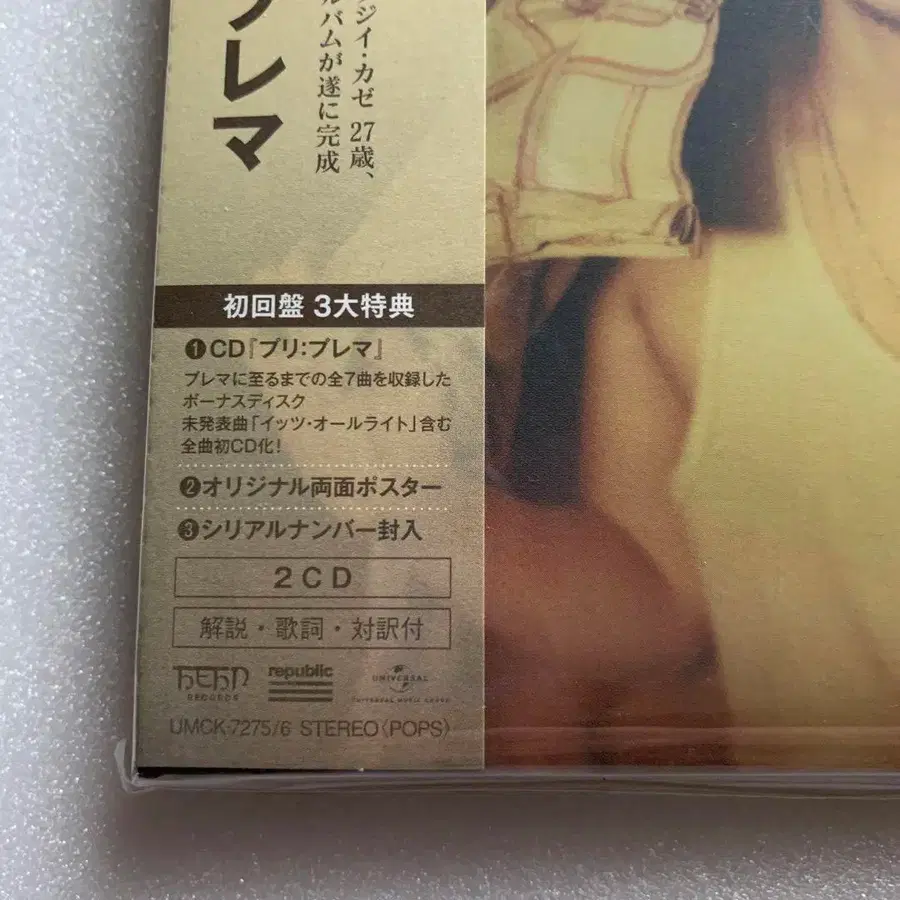 ジイ・カゼ 27歳、
ルバムが遂に完成
プレマ
初回盤 3大特典
❶CD『プリ:プレマ』
プレマに至るまでの全7曲を収録した
ボーナスディスク
未発表曲「イッツ・オールライト」含む
全曲初CD化!
❷オリジナル両面ポスター
❸シリアルナンバー封入
2CD
解説・歌詞・対訳付
HEHN
RECORDS
republic
UNIVERSAL
UMCK-7275/6 STEREO〈POPS〉